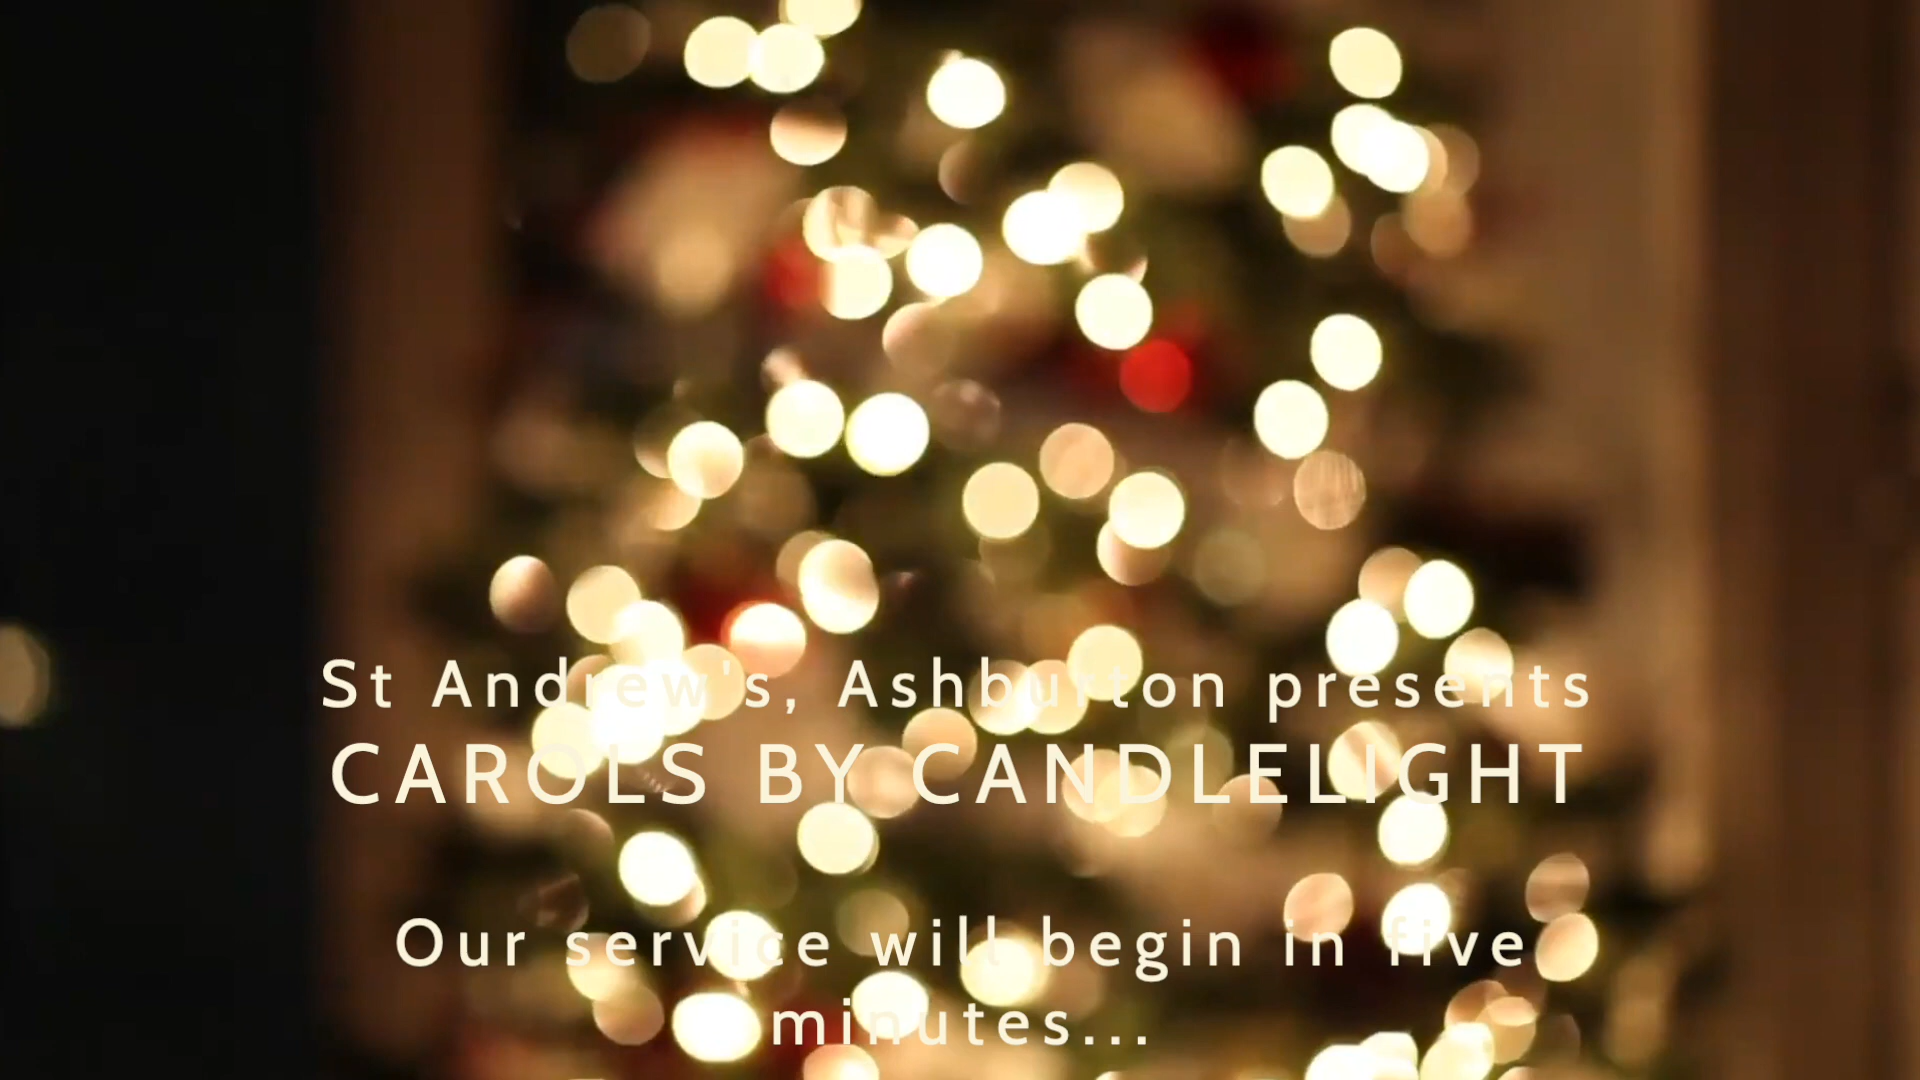 St Andrew's, Ashburton presents
CAROLS BY CANDLELIGHT
Our service will begin in five
minutes...